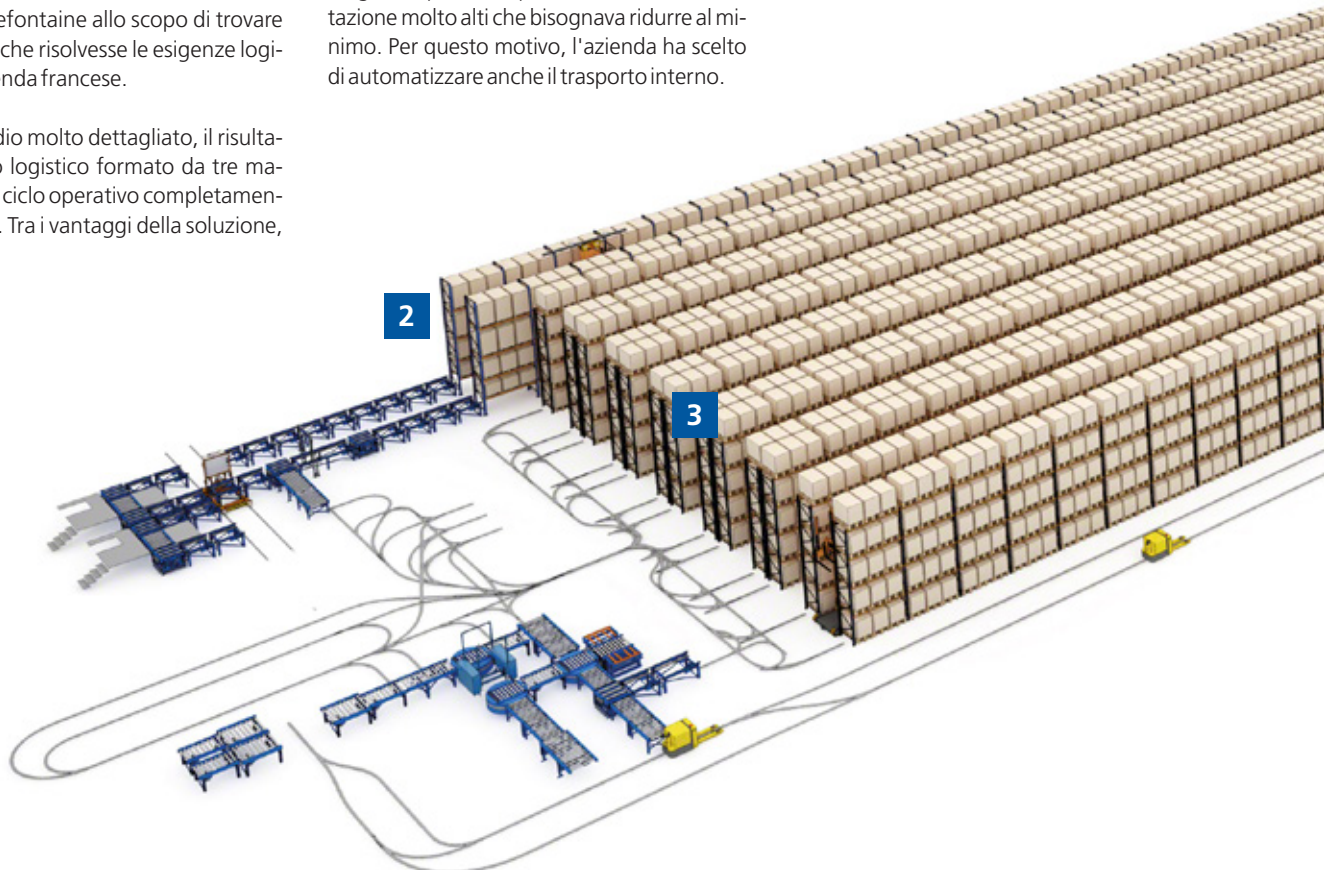 efontaine allo scopo di trovare
che risolvesse le esigenze logi-
enda francese.
dio molto dettagliato, il risulta-
o logistico formato da tre ma-
ciclo operativo completamen-
. Tra i vantaggi della soluzione,
tazione molto alti che bisognava ridurre al mi-
nimo. Per questo motivo, l'azienda ha scelto
di automatizzare anche il trasporto interno.
2
3